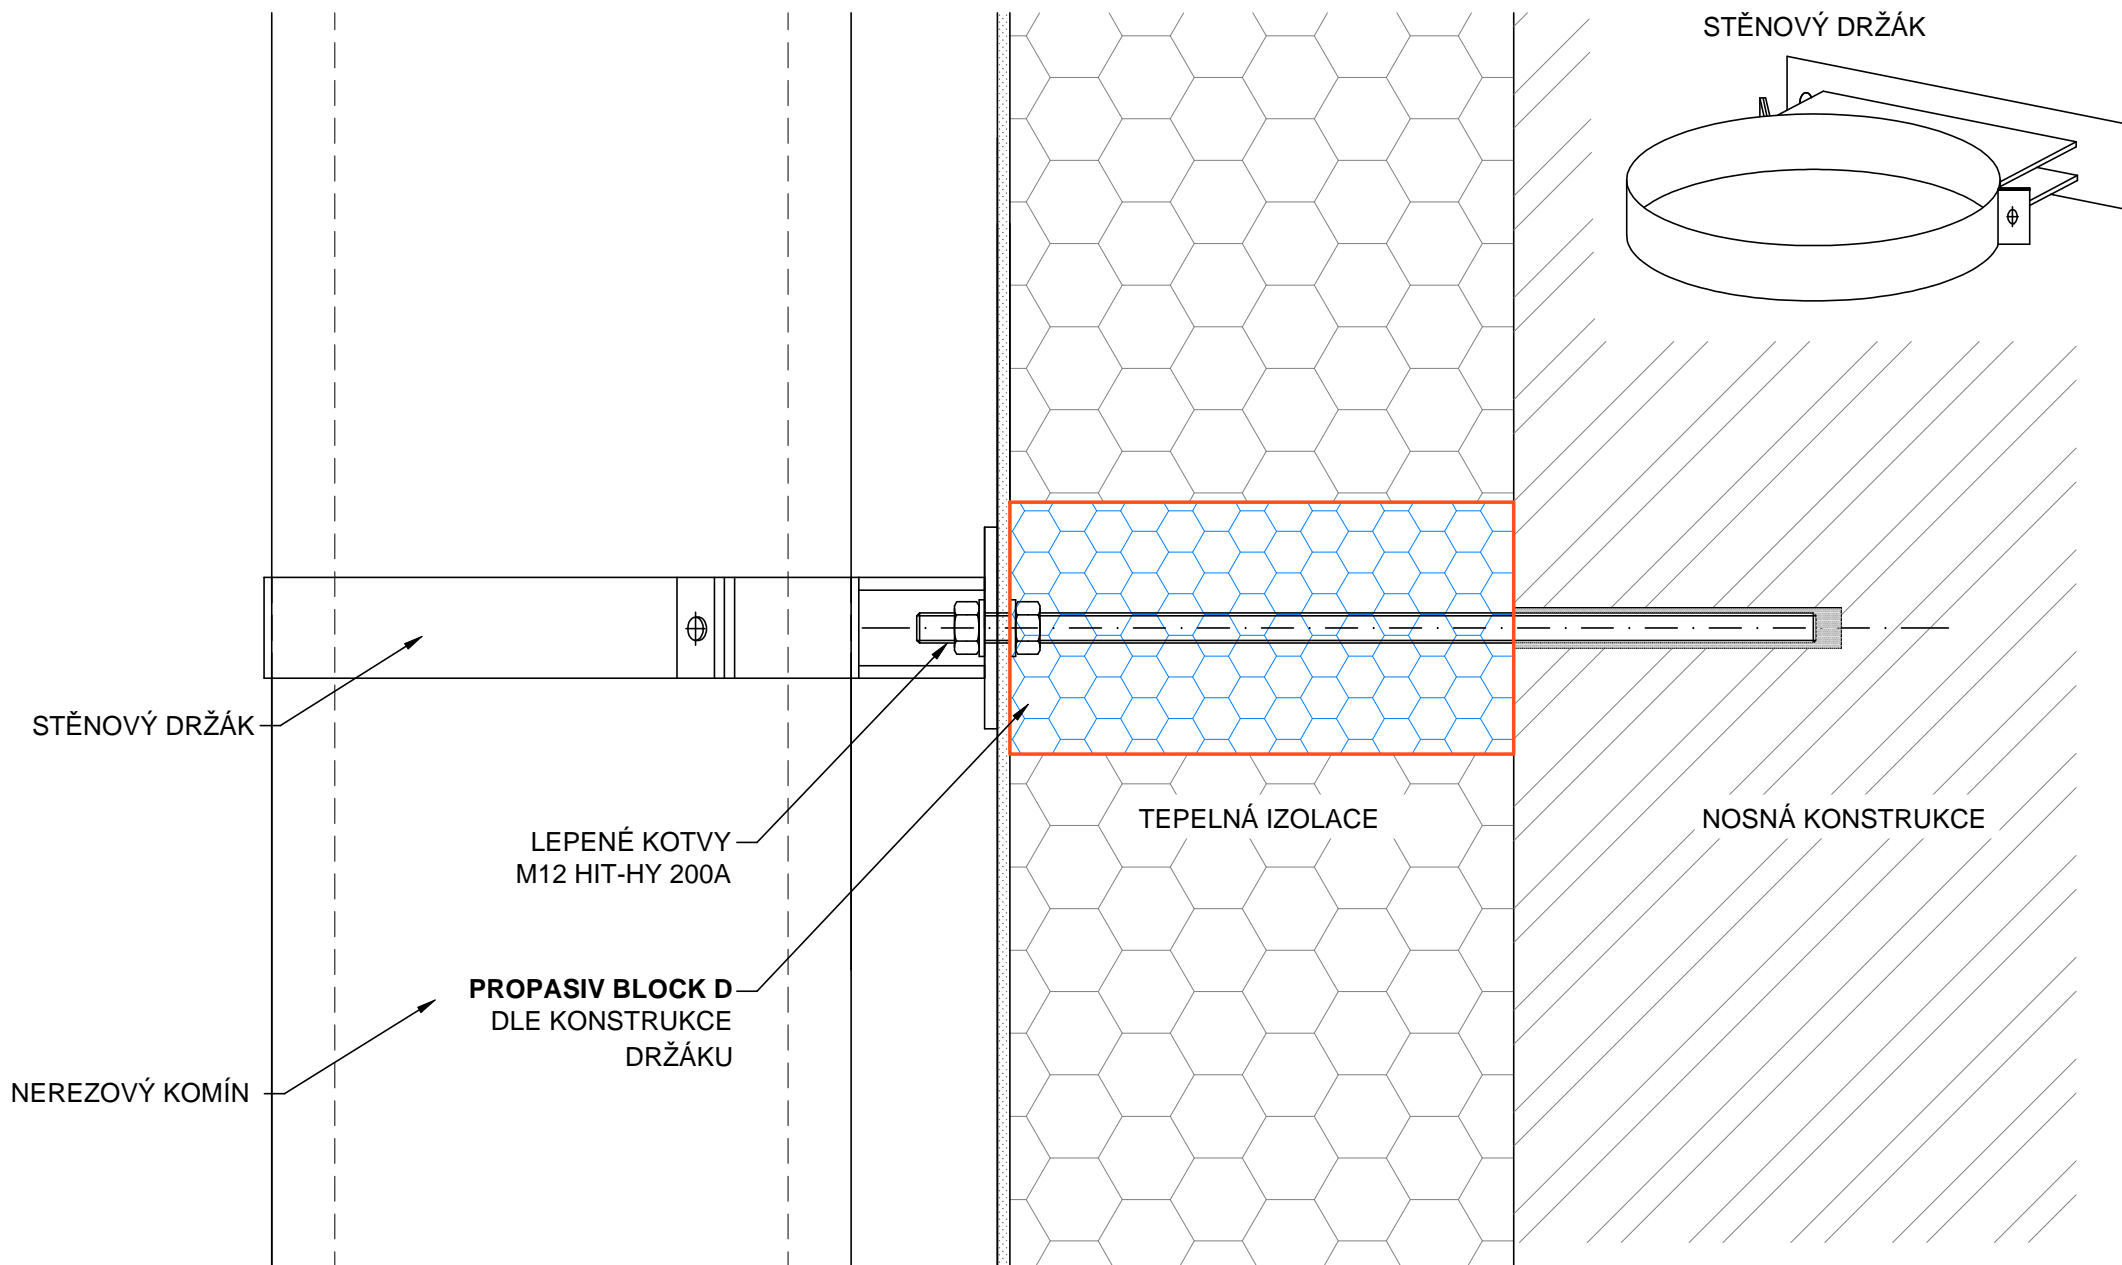 STĚNOVÝ DRŽÁK
STĚNOVÝ DRŽÁK
LEPENÉ KOTVY
M12 HIT-HY 200A
TEPELNÁ IZOLACE
NOSNÁ KONSTRUKCE
PROPASIV BLOCK D
DLE KONSTRUKCE
DRŽÁKU
NEREZOVÝ KOMÍN